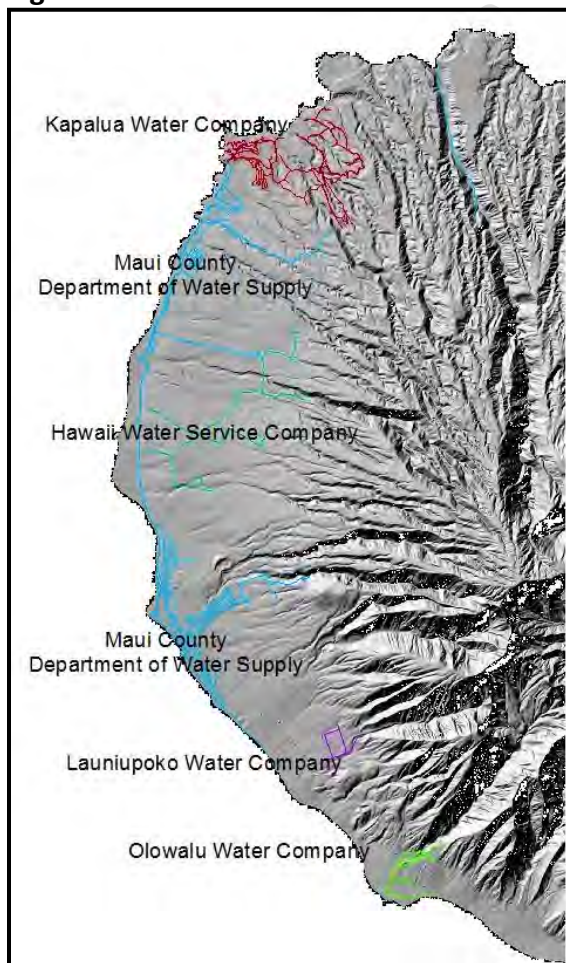 Kapalua Water Company
Maui County
Department of Water Supply
Hawaii Water Service Company
Maui County
Department of Water Supply
Launiupoko Water Company
Olowalu Water Company